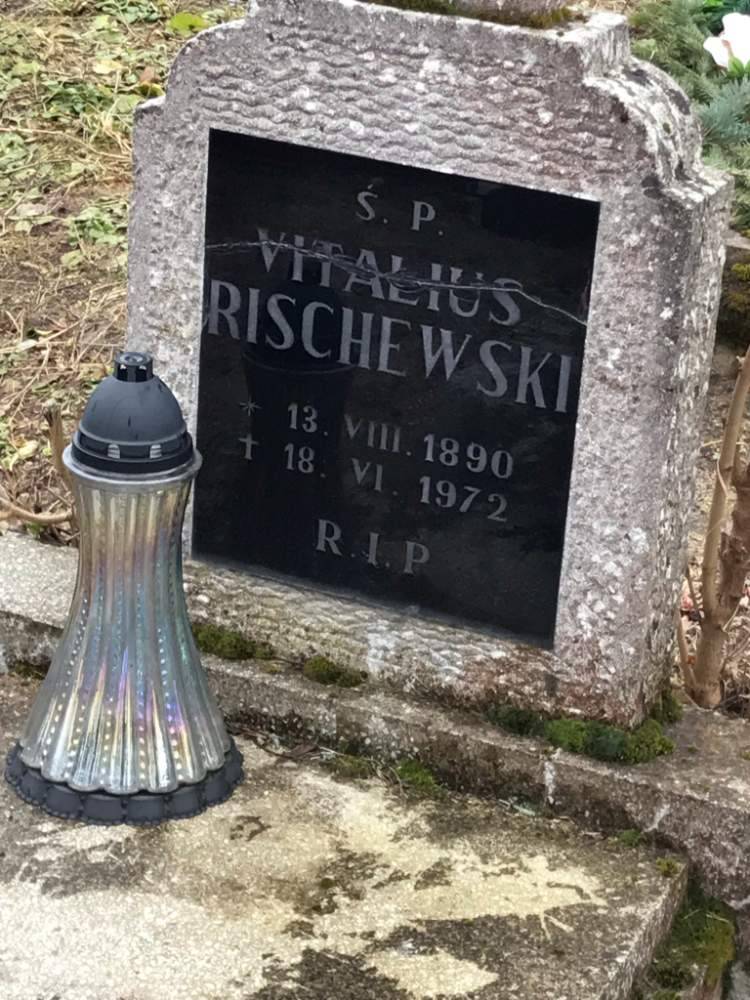 Ś. P.
VITALIUS
RISCHEWSKI
* 13. VIII. 1890
† 18. VI. 1972
R.I.P